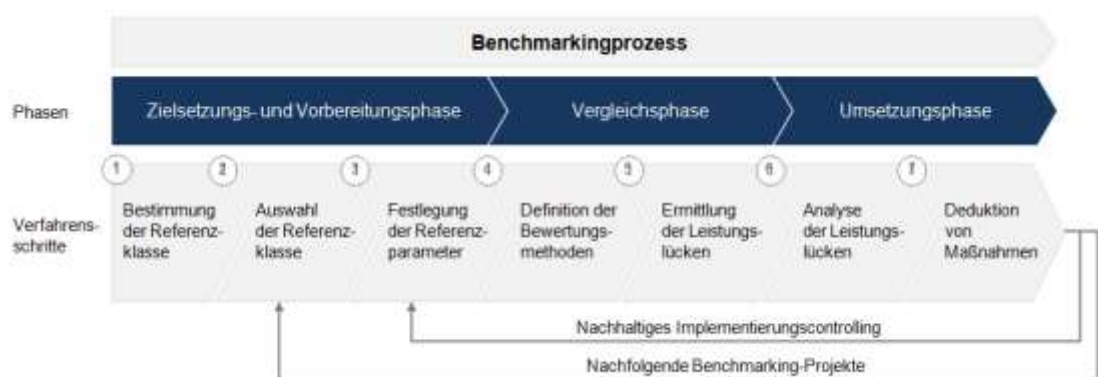 Benchmarkingprozess
Phasen
Zielsetzungs- und Vorbereitungsphase
Vergleichsphase
Umsetzungsphase
1
2
3
4
5
6
7
Verfahrens-
schritte
Bestimmung
der Referenz-
klasse
Auswahl
der Referenz-
klasse
Festlegung
der Referenz-
parameter
Definition der
Bewertungs-
methoden
Ermittlung
der Leistungs-
lücken
Analyse
der Leistungs-
lücken
Deduktion
von
Maßnahmen
Nachhaltiges Implementierungscontrolling
Nachfolgende Benchmarking-Projekte